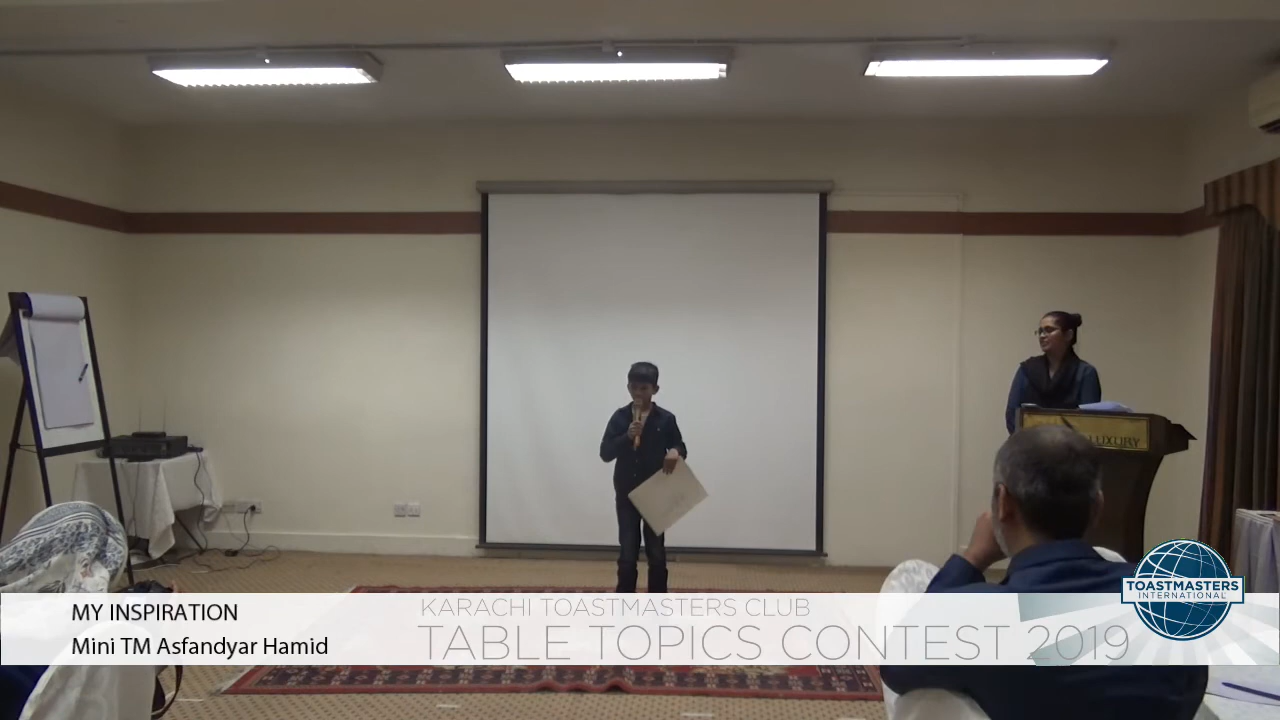 LUXURY
MY INSPIRATION
Mini TM Asfandyar Hamid
KARACHI TOASTMASTERS CLUB
TABLE TOPICS CONTEST 2019
TOASTMASTERS
INTERNATIONAL